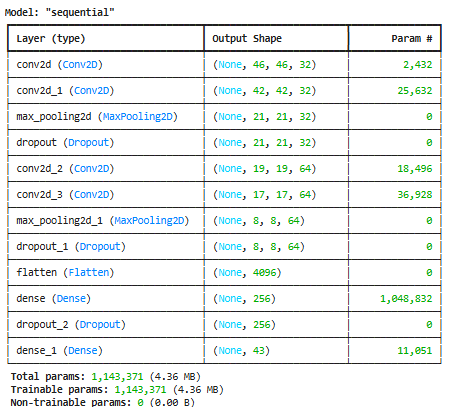 Model: "sequential"
Layer (type) Output Shape Param #
conv2d (Conv2D) (None, 46, 46, 32) 2,432
conv2d_1 (Conv2D) (None, 42, 42, 32) 25,632
max_pooling2d (MaxPooling2D) (None, 21, 21, 32) 0
dropout (Dropout) (None, 21, 21, 32) 0
conv2d_2 (Conv2D) (None, 19, 19, 64) 18,496
conv2d_3 (Conv2D) (None, 17, 17, 64) 36,928
max_pooling2d_1 (MaxPooling2D) (None, 8, 8, 64) 0
dropout_1 (Dropout) (None, 8, 8, 64) 0
flatten (Flatten) (None, 4096) 0
dense (Dense) (None, 256) 1,048,832
dropout_2 (Dropout) (None, 256) 0
dense_1 (Dense) (None, 43) 11,051
Total params: 1,143,371 (4.36 MB)
Trainable params: 1,143,371 (4.36 MB)
Non-trainable params: 0 (0.00 B)